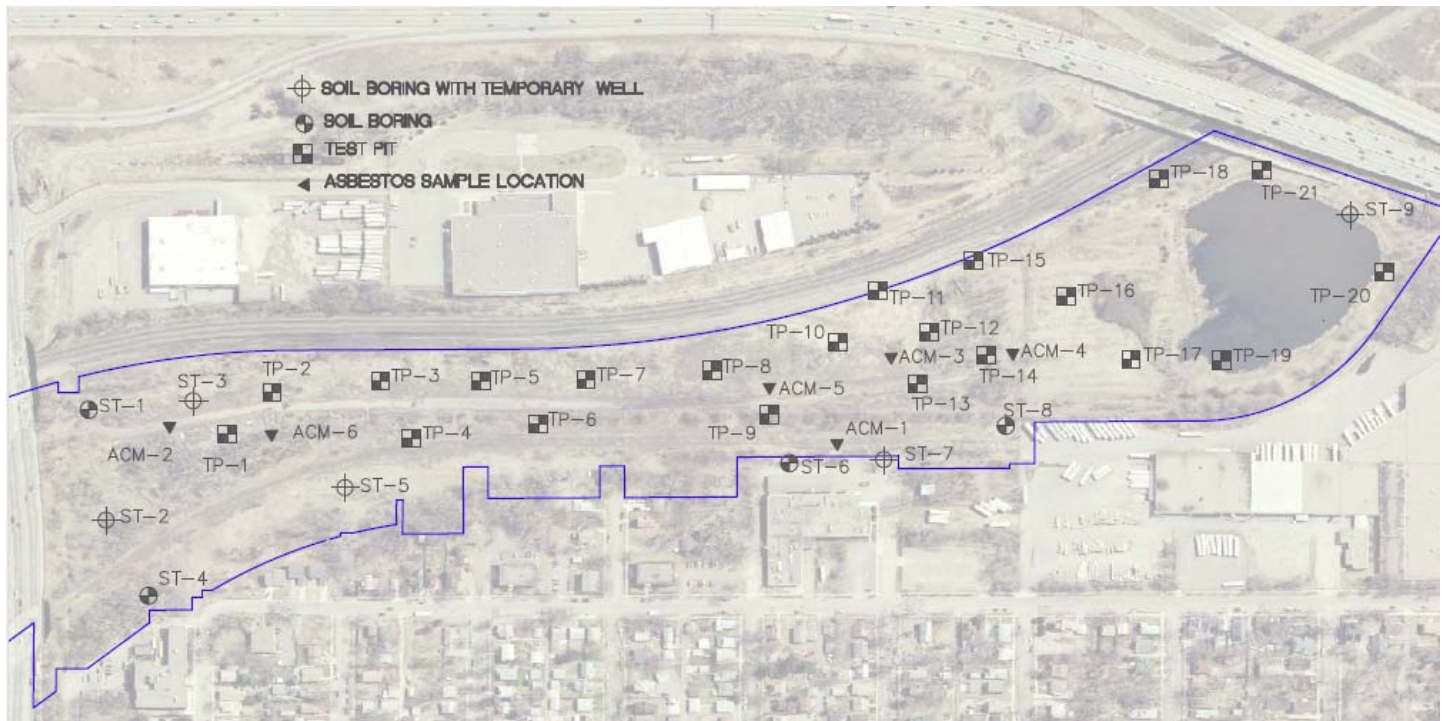 SOIL BORING WITH TEMPORARY WELL
SOIL BORING
TEST PIT
ASBESTOS SAMPLE LOCATION
TP-18
TP-21
ST-9
TP-15
TP-20
TP-16
TP-11
TP-12
TP-10
ACM-3
ACM-4
TP-14
TP-17
TP-19
TP-2
ST-3
TP-3
TP-5
TP-7
TP-8
ACM-5
TP-13
ST-1
ACM-2
TP-1
ACM-6
TP-4
TP-6
TP-9
ACM-1
ST-8
ST-6
ST-7
ST-5
ST-2
ST-4